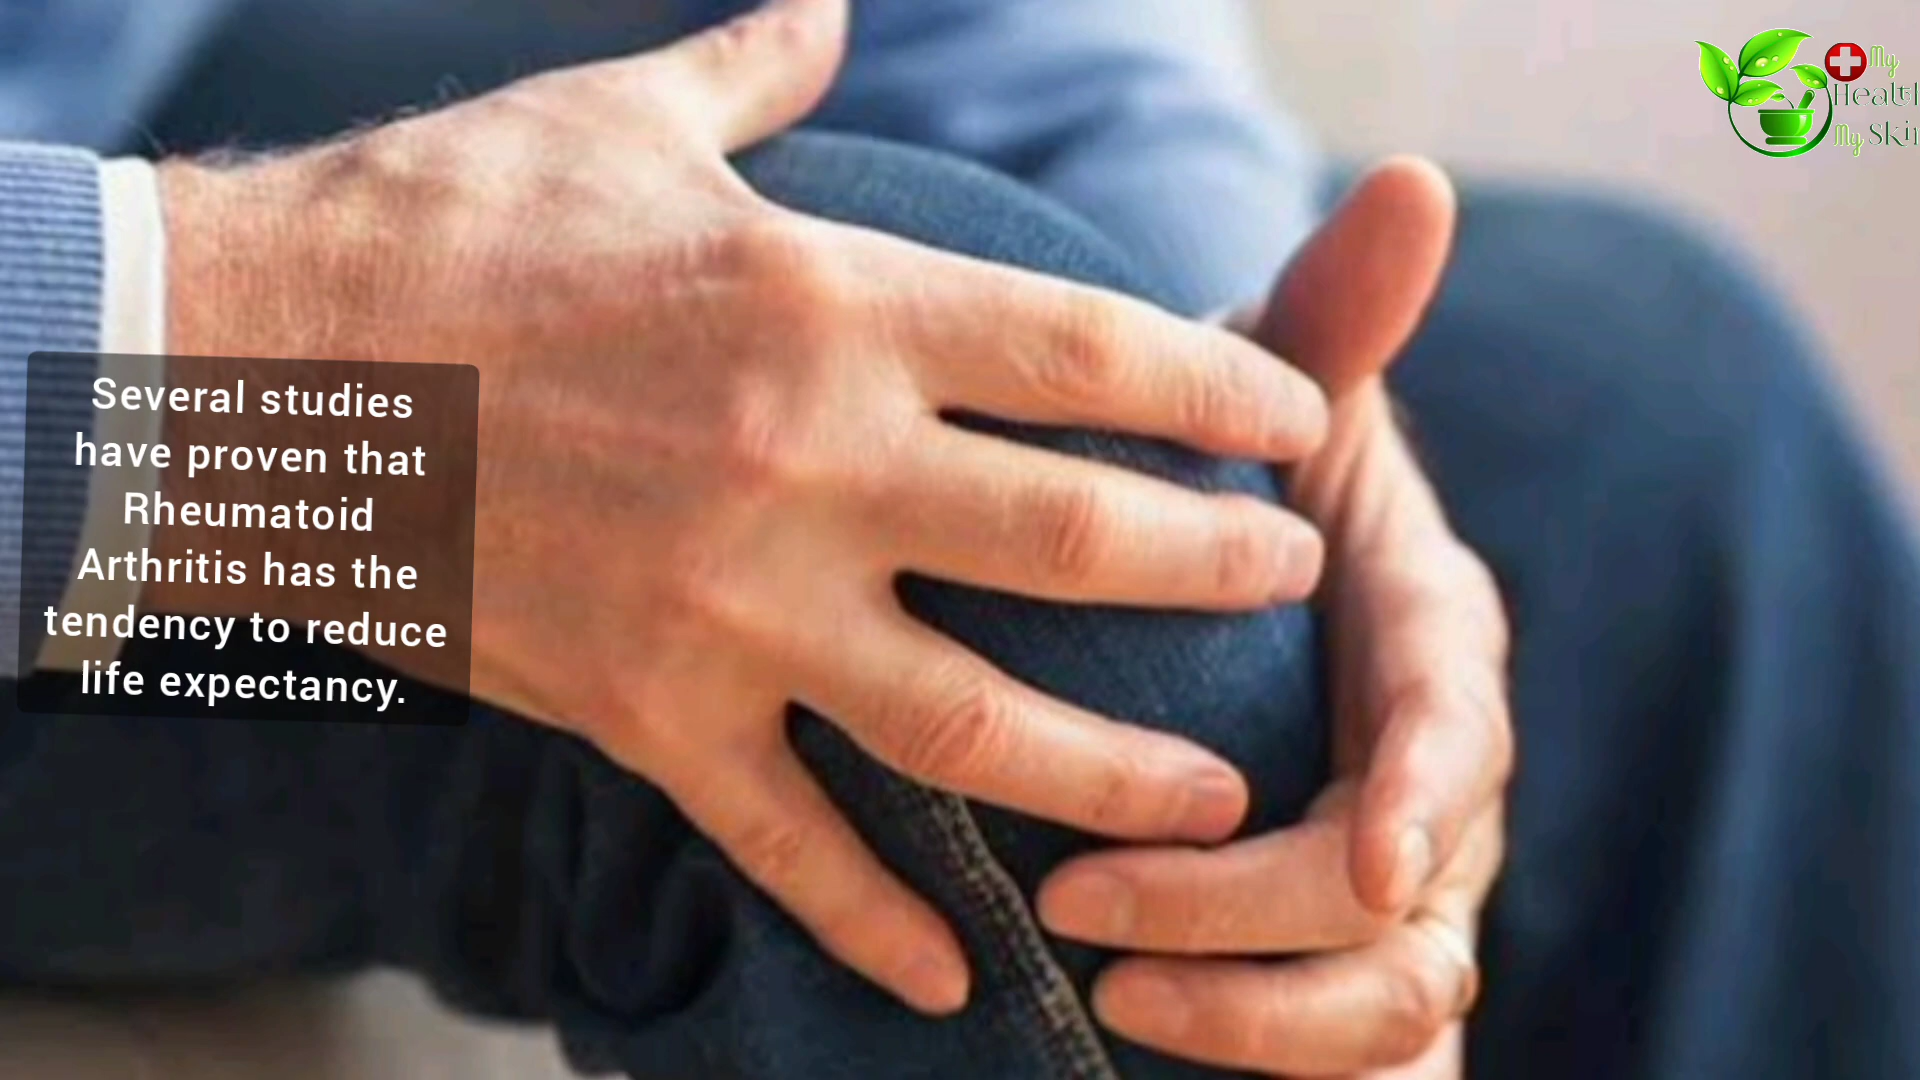 My
Health
My Skin
Several studies
have proven that
Rheumatoid
Arthritis has the
tendency to reduce
life expectancy.